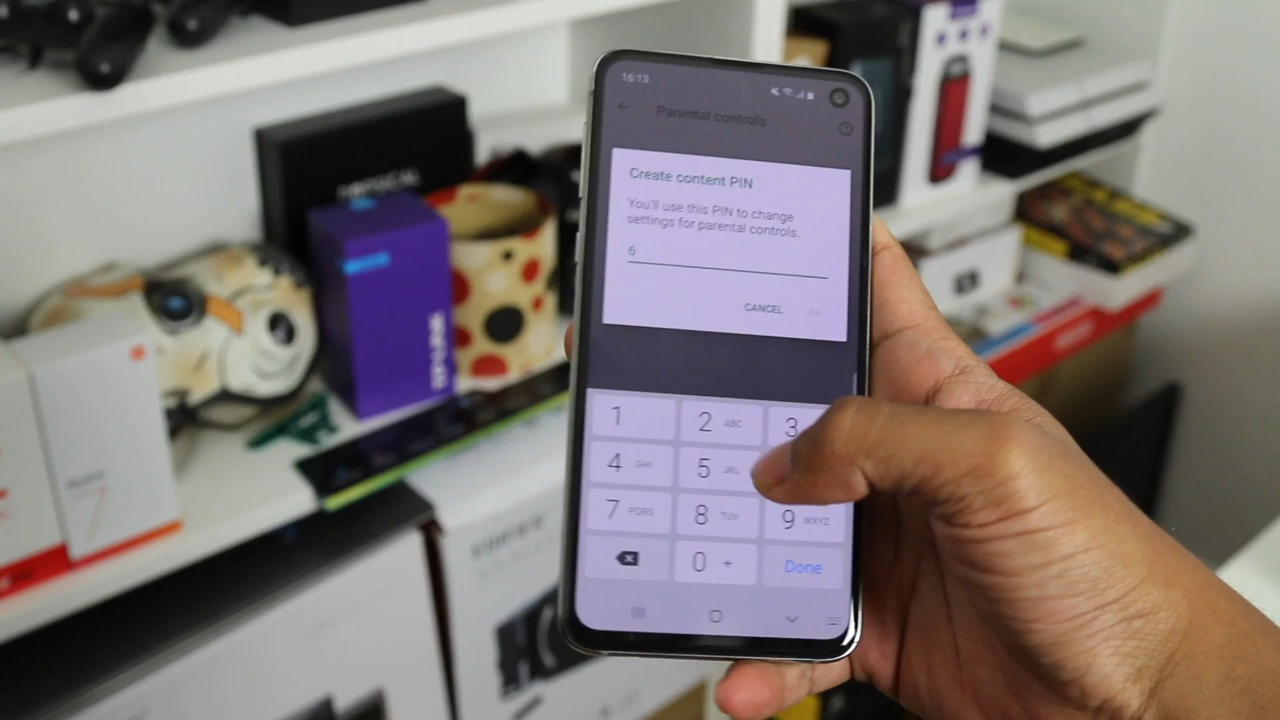 16:13
Parental controls
Create content PIN
You'll use this PIN to change
settings for parental controls.
6
CANCEL
1
2 ABC
3
4 GHI
5 JKL
7 PQRS
8 TUV
9 WXYZ
0 +
Done
7